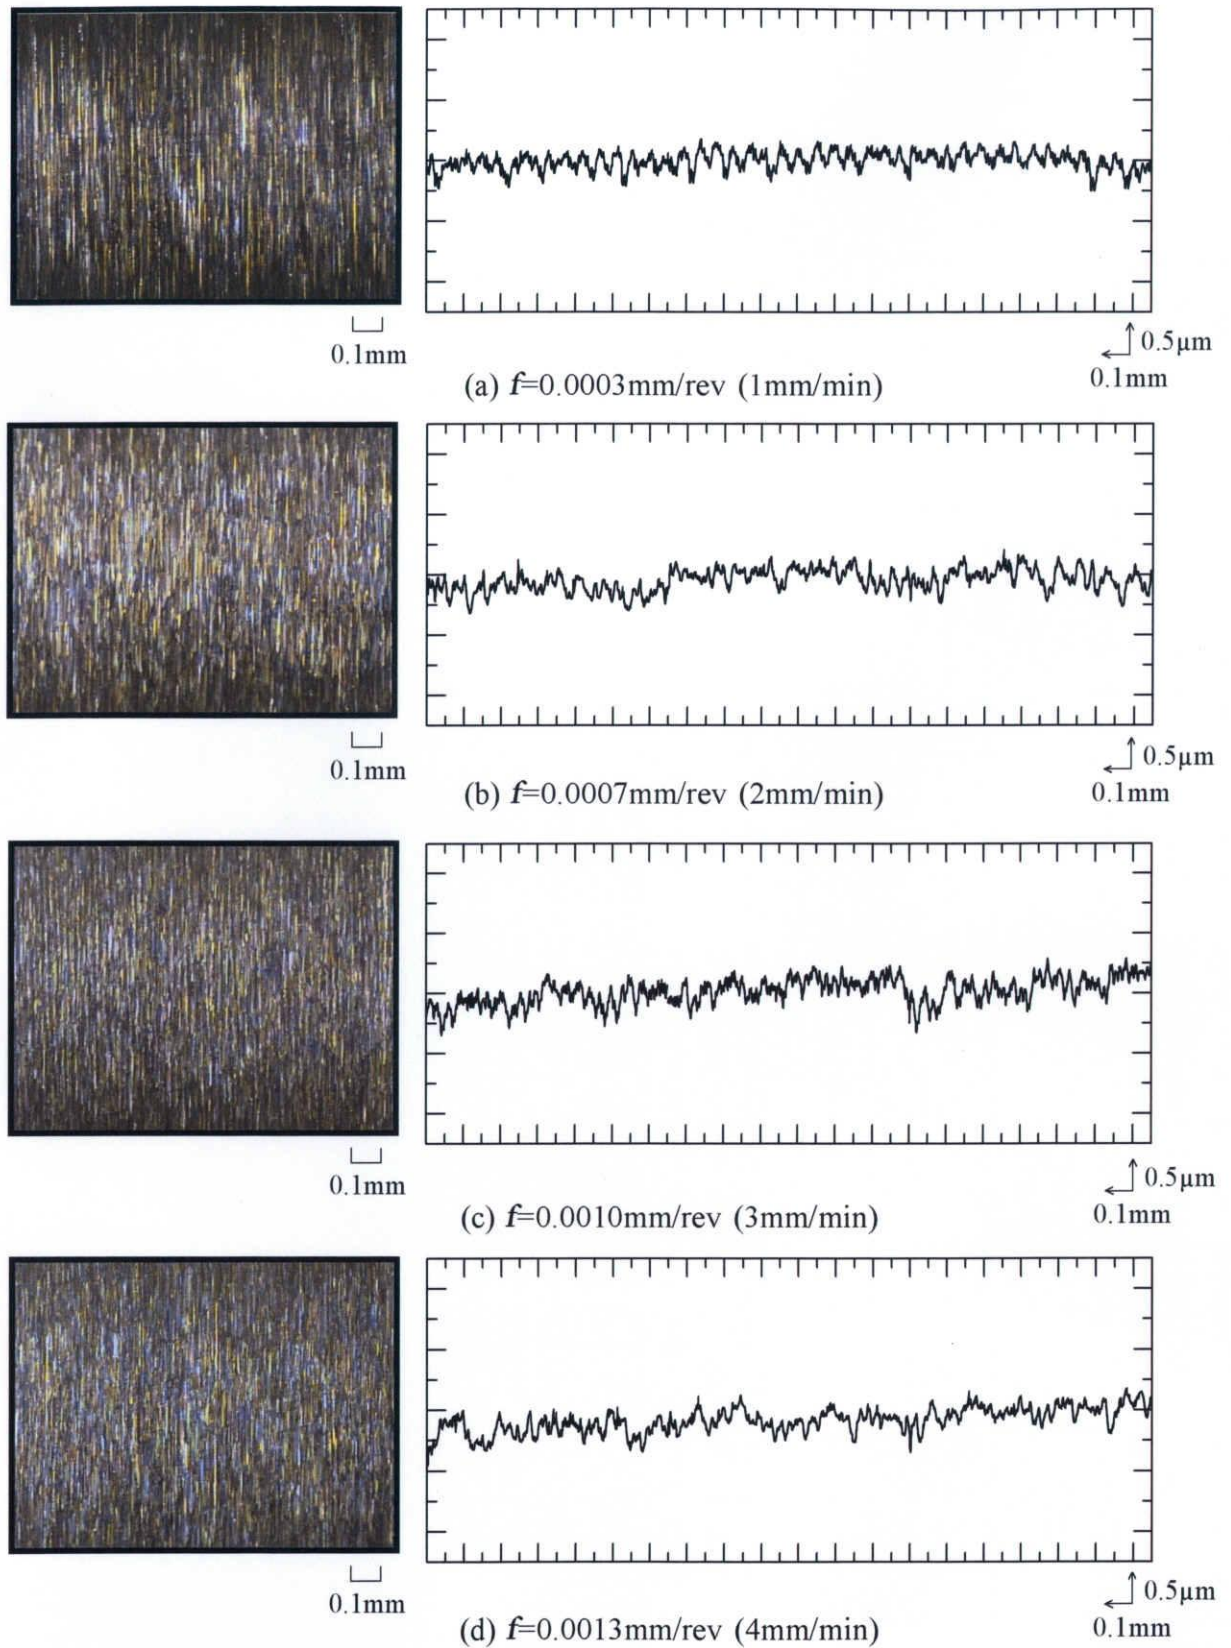 0.1mm
0.5µm
0.1mm
(a) f=0.0003mm/rev (1mm/min)
0.1mm
0.5µm
0.1mm
(b) f=0.0007mm/rev (2mm/min)
0.1mm
0.5µm
0.1mm
(c) f=0.0010mm/rev (3mm/min)
0.1mm
0.5µm
0.1mm
(d) f=0.0013mm/rev (4mm/min)